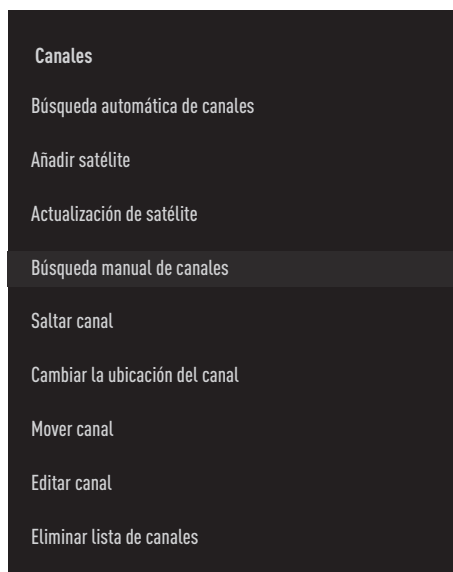 Canales
Búsqueda automática de canales
Añadir satélite
Actualización de satélite
Búsqueda manual de canales
Saltar canal
Cambiar la ubicación del canal
Mover canal
Editar canal
Eliminar lista de canales